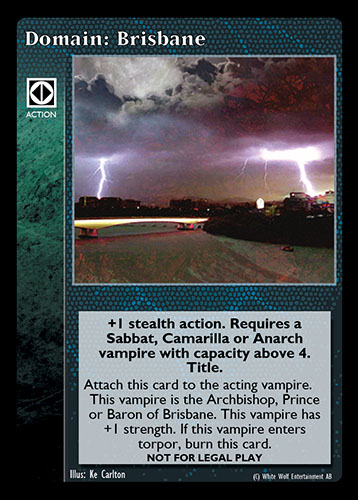 Domain: Brisbane
ACTION
+1 stealth action. Requires a
Sabbat, Camarilla or Anarch
vampire with capacity above 4.
Title.
Attach this card to the acting vampire.
This vampire is the Archbishop, Prince
or Baron of Brisbane. This vampire has
+1 strength. If this vampire enters
torpor, burn this card.
NOT FOR LEGAL PLAY
Illus: Ke Carlton
(C) White Wolf Entertainment AB